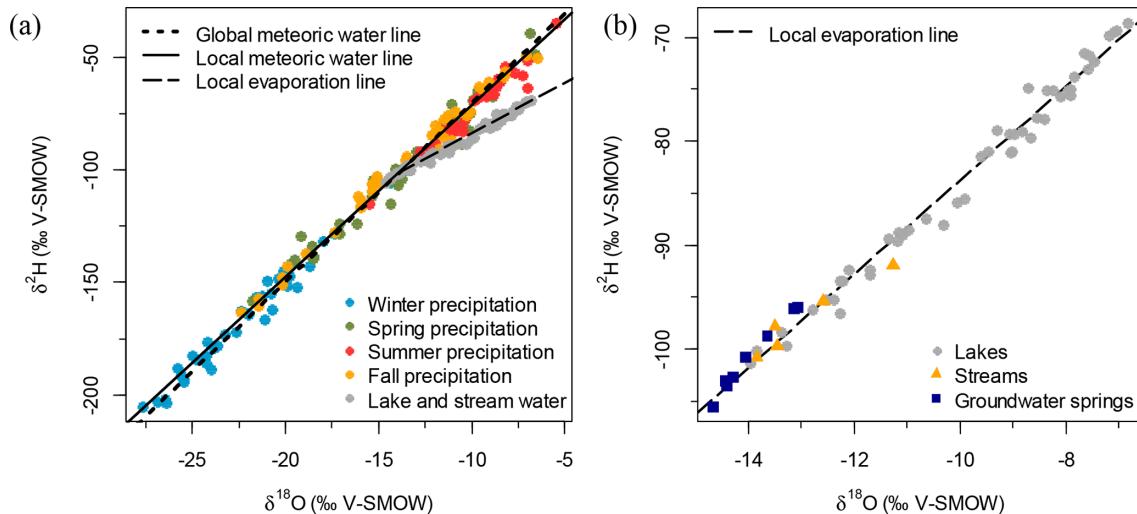 (a)
Global meteoric water line
Local meteoric water line
Local evaporation line
-50
-100
-150
-200
δ²H (‰ V-SMOW)
Winter precipitation
Spring precipitation
Summer precipitation
Fall precipitation
Lake and stream water
-25
-20
-15
-10
-5
δ¹⁸O (‰ V-SMOW)
(b)
Local evaporation line
-70
-80
-90
-100
δ²H (‰ V-SMOW)
Lakes
Streams
Groundwater springs
-14
-12
-10
-8
δ¹⁸O (‰ V-SMOW)